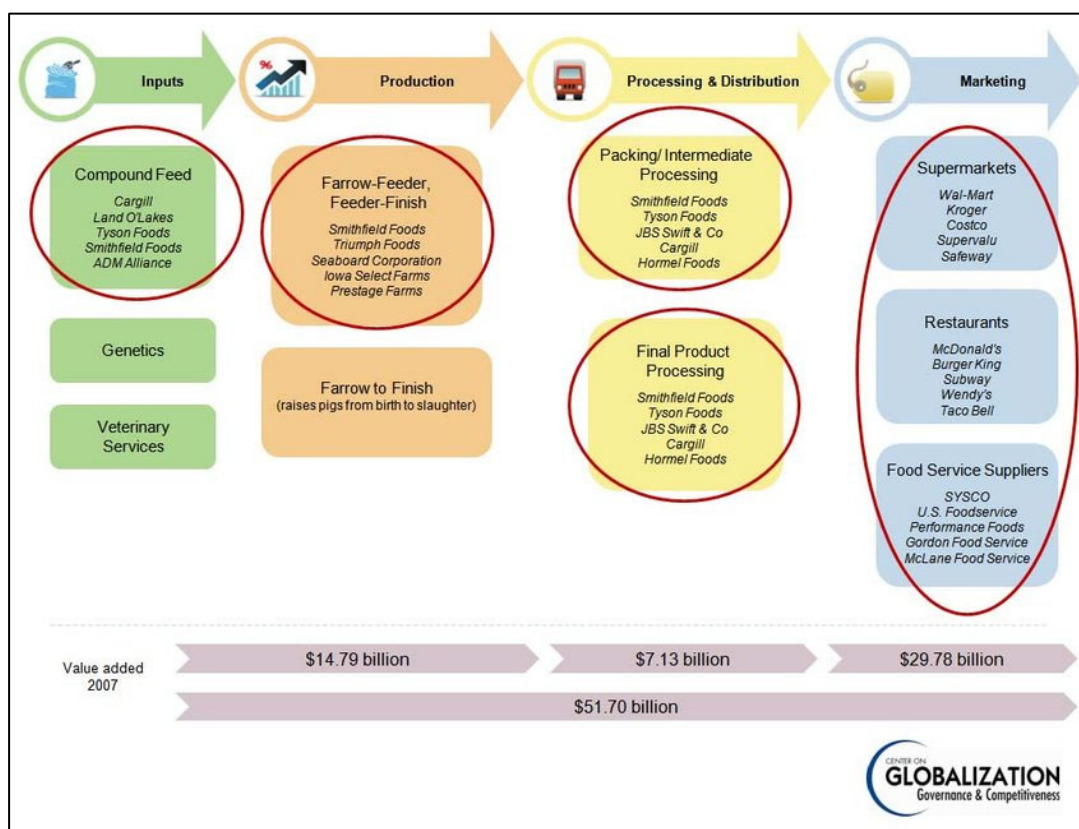 Inputs
Production
Processing & Distribution
Marketing
%
Compound Feed
Cargill
Land O'Lakes
Tyson Foods
Smithfield Foods
ADM Alliance
Genetics
Veterinary
Services
Farrow-Feeder,
Feeder-Finish
Smithfield Foods
Triumph Foods
Seaboard Corporation
Iowa Select Farms
Prestage Farms
Farrow to Finish
(raises pigs from birth to slaughter)
Packing/ Intermediate
Processing
Smithfield Foods
Tyson Foods
JBS Swift & Co
Cargill
Hormel Foods
Final Product
Processing
Smithfield Foods
Tyson Foods
JBS Swift & Co
Cargill
Hormel Foods
Supermarkets
Wal-Mart
Kroger
Costco
Supervalu
Safeway
Restaurants
McDonald's
Burger King
Subway
Wendy's
Taco Bell
Food Service Suppliers
SYSCO
U.S. Foodservice
Performance Foods
Gordon Food Service
McLane Food Service
Value added
2007
$14.79 billion
$7.13 billion
$29.78 billion
$51.70 billion
CENTER ON
GLOBALIZATION
Governance & Competitiveness